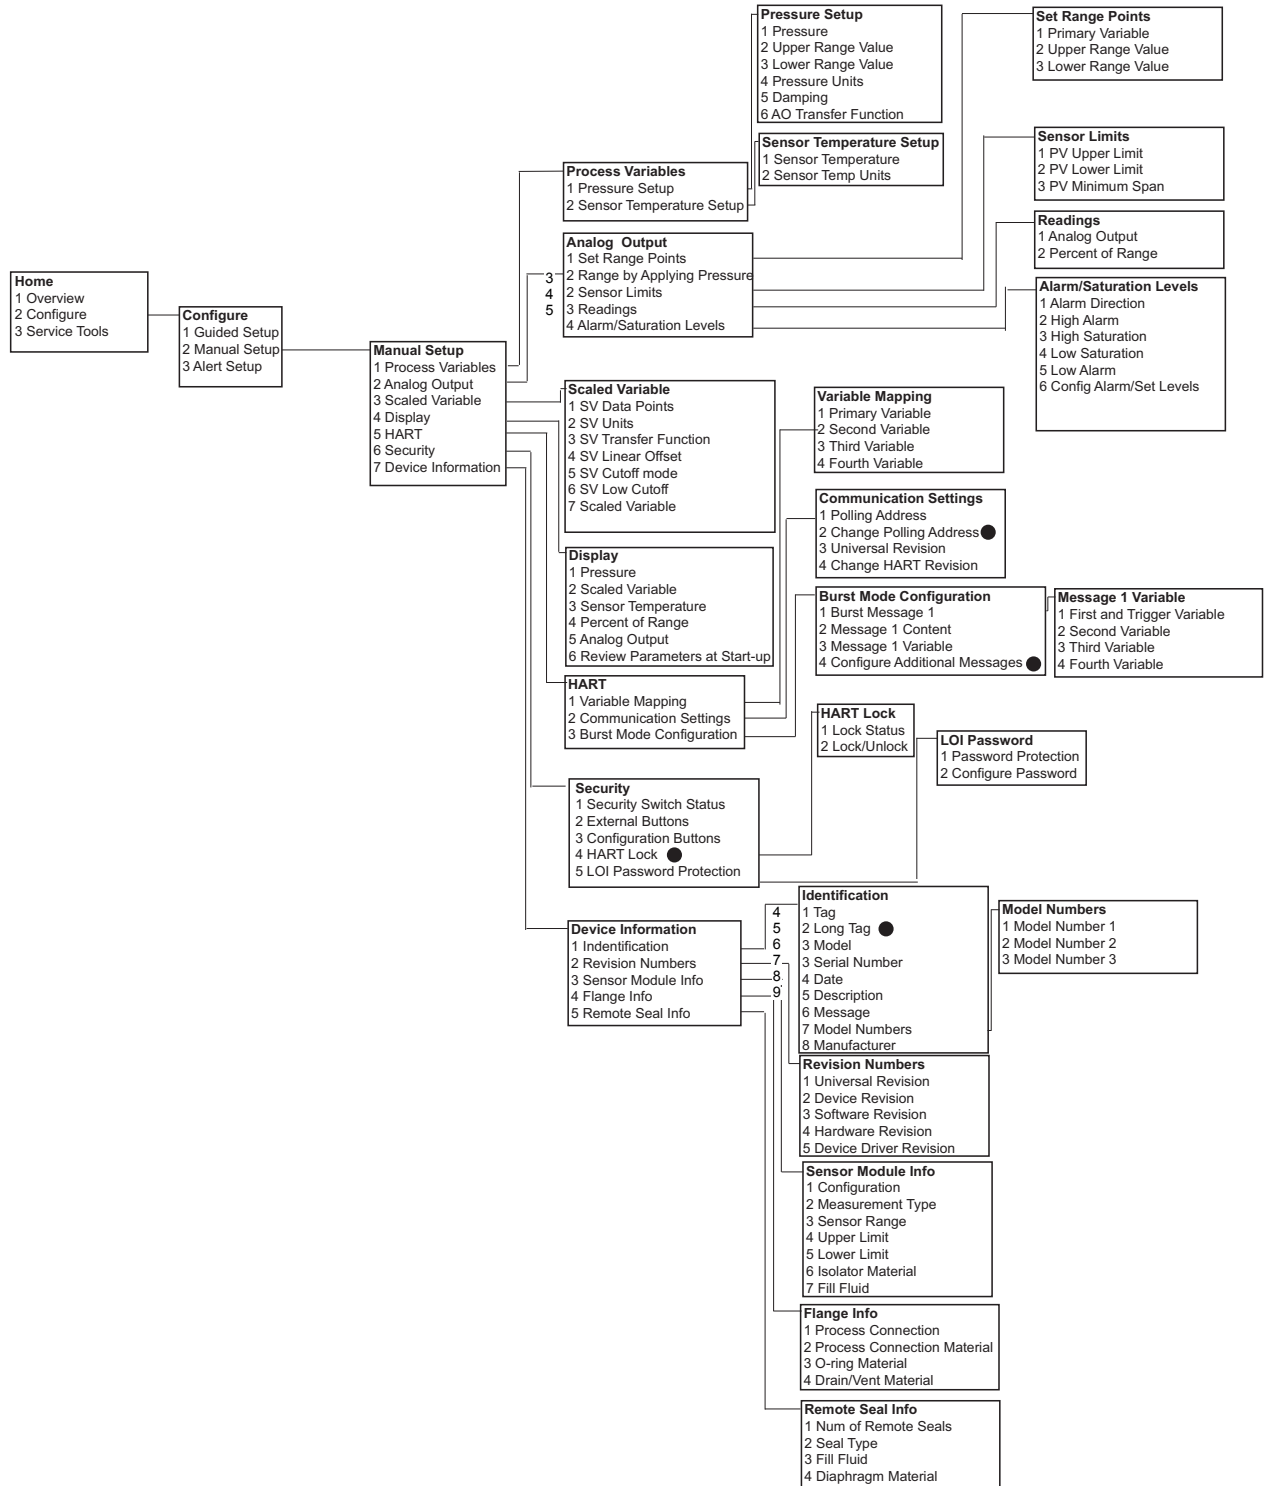 Home
1 Overview
2 Configure
3 Service Tools
Configure
1 Guided Setup
2 Manual Setup
3 Alert Setup
Manual Setup
1 Process Variables
2 Analog Output
3 Scaled Variable
4 Display
5 HART
6 Security
7 Device Information
Process Variables
1 Pressure Setup
2 Sensor Temperature Setup
Pressure Setup
1 Pressure
2 Upper Range Value
3 Lower Range Value
4 Pressure Units
5 Damping
6 AO Transfer Function
Sensor Temperature Setup
1 Sensor Temperature
2 Sensor Temp Units
Analog Output
1 Set Range Points
2 Range by Applying Pressure
2 Sensor Limits
3 Readings
4 Alarm/Saturation Levels
3
4
5
Set Range Points
1 Primary Variable
2 Upper Range Value
3 Lower Range Value
Sensor Limits
1 PV Upper Limit
2 PV Lower Limit
3 PV Minimum Span
Readings
1 Analog Output
2 Percent of Range
Alarm/Saturation Levels
1 Alarm Direction
2 High Alarm
3 High Saturation
4 Low Saturation
5 Low Alarm
6 Config Alarm/Set Levels
Scaled Variable
1 SV Data Points
2 SV Units
3 SV Transfer Function
4 SV Linear Offset
5 SV Cutoff mode
6 SV Low Cutoff
7 Scaled Variable
Display
1 Pressure
2 Scaled Variable
3 Sensor Temperature
4 Percent of Range
5 Analog Output
6 Review Parameters at Start-up
HART
1 Variable Mapping
2 Communication Settings
3 Burst Mode Configuration
Variable Mapping
1 Primary Variable
2 Second Variable
3 Third Variable
4 Fourth Variable
Communication Settings
1 Polling Address
2 Change Polling Address
3 Universal Revision
4 Change HART Revision
Burst Mode Configuration
1 Burst Message 1
2 Message 1 Content
3 Message 1 Variable
4 Configure Additional Messages
Message 1 Variable
1 First and Trigger Variable
2 Second Variable
3 Third Variable
4 Fourth Variable
Security
1 Security Switch Status
2 External Buttons
3 Configuration Buttons
4 HART Lock
5 LOI Password Protection
HART Lock
1 Lock Status
2 Lock/Unlock
LOI Password
1 Password Protection
2 Configure Password
Device Information
1 Indentification
2 Revision Numbers
3 Sensor Module Info
4 Flange Info
5 Remote Seal Info
4
5
6
7
8
9
Identification
1 Tag
2 Long Tag
3 Model
3 Serial Number
4 Date
5 Description
6 Message
7 Model Numbers
8 Manufacturer
Model Numbers
1 Model Number 1
2 Model Number 2
3 Model Number 3
Revision Numbers
1 Universal Revision
2 Device Revision
3 Software Revision
4 Hardware Revision
5 Device Driver Revision
Sensor Module Info
1 Configuration
2 Measurement Type
3 Sensor Range
4 Upper Limit
5 Lower Limit
6 Isolator Material
7 Fill Fluid
Flange Info
1 Process Connection
2 Process Connection Material
3 O-ring Material
4 Drain/Vent Material
Remote Seal Info
1 Num of Remote Seals
2 Seal Type
3 Fill Fluid
4 Diaphragm Material